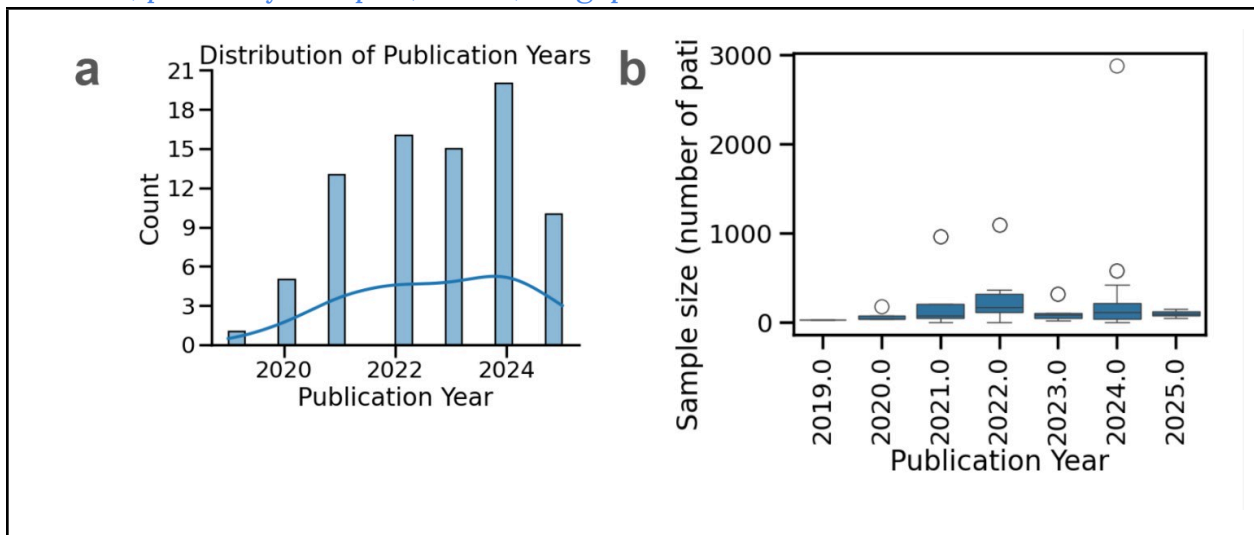 a
Distribution of Publication Years
21
18
15
12
9
6
3
0
Count
2020 2022 2024
Publication Year
b
3000
2000
1000
0
Sample size (number of pati
2019.0 2020.0 2021.0 2022.0 2023.0 2024.0 2025.0
Publication Year